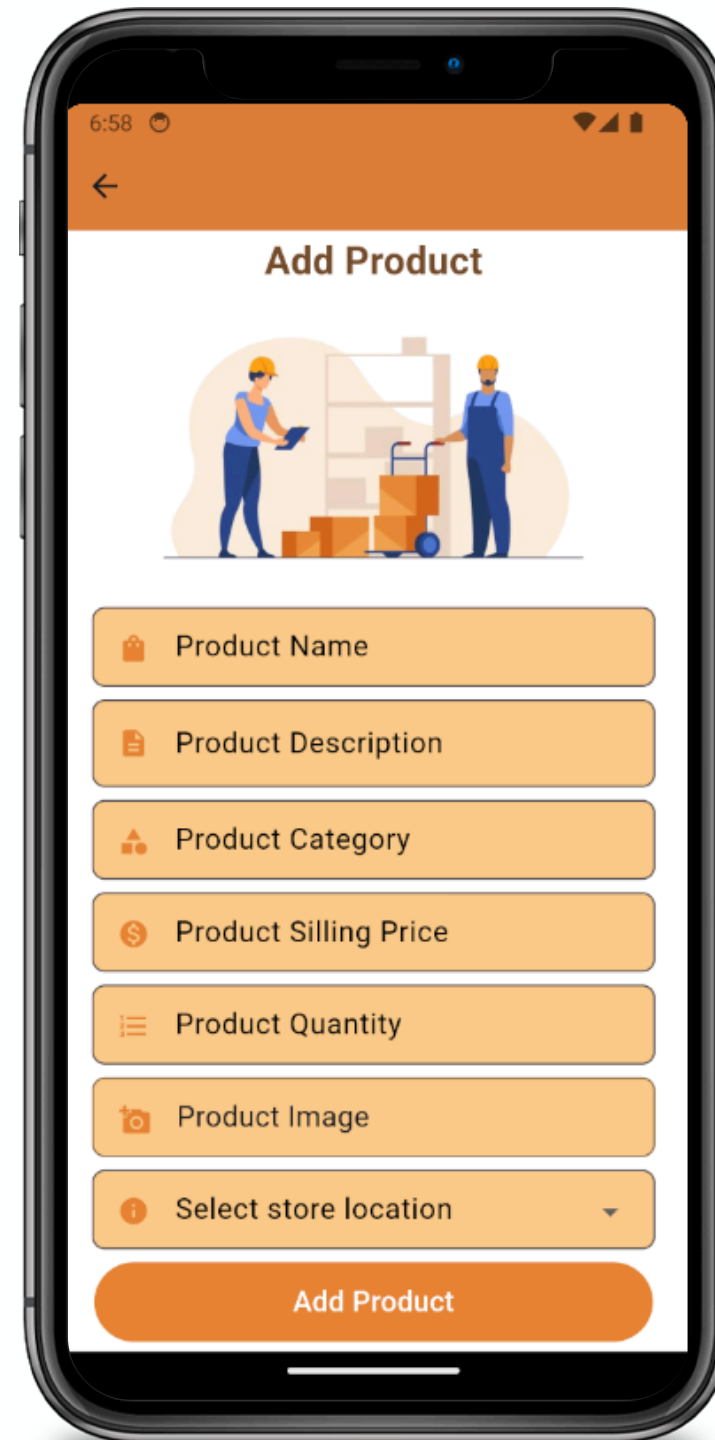 6:58
Add Product
Product Name
Product Description
Product Category
Product Silling Price
Product Quantity
Product Image
Select store location
Add Product